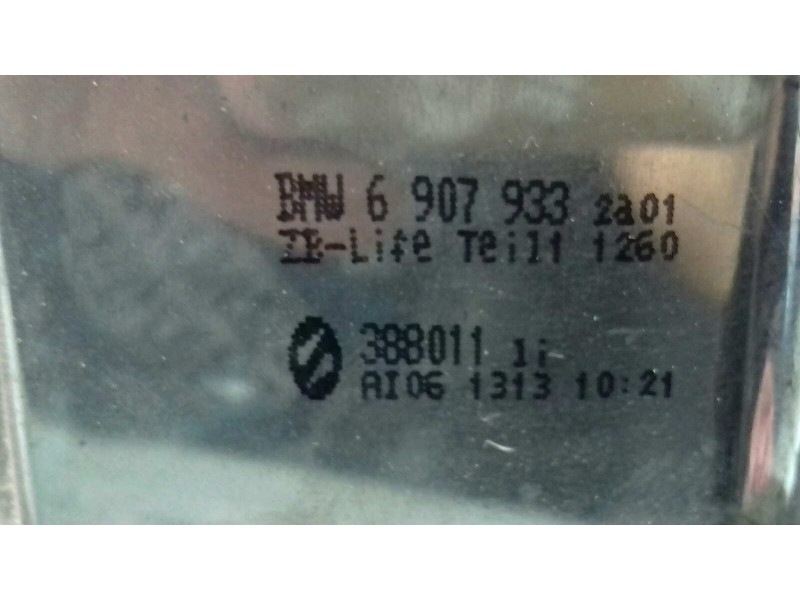 BMW 6 907 933 2a01
ZB-Life Teil1 1260
388011 1i
AI06 1313 10:21